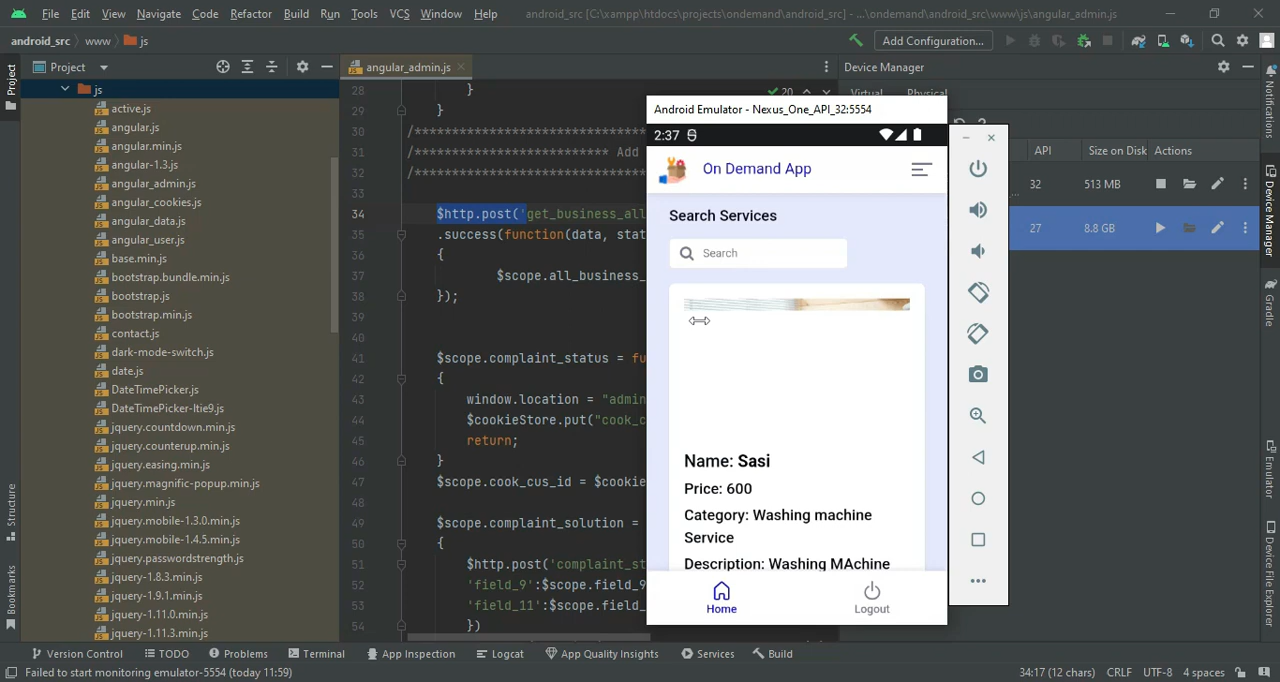 File Edit View Navigate Code Refactor Build Run Tools VCS Window Help android_src [C:\xampp\htdocs\projects\ondemand\android_src] - ...\ondemand\android_src\www\js\angular_admin.js
android_src www js Add Configuration...
Project angular_admin.js Device Manager
js
active.js
angular.js
angular.min.js
angular-1.3.js
angular_admin.js
angular_cookies.js
angular_data.js
angular_user.js
base.min.js
bootstrap.bundle.min.js
bootstrap.js
bootstrap.min.js
contact.js
dark-mode-switch.js
date.js
DateTimePicker.js
DateTimePicker-ltie9.js
jquery.countdown.min.js
jquery.counterup.min.js
jquery.easing.min.js
jquery.magnific-popup.min.js
jquery.min.js
jquery.mobile-1.3.0.min.js
jquery.mobile-1.4.5.min.js
jquery.passwordstrength.js
jquery-1.8.3.min.js
jquery-1.9.1.min.js
jquery-1.11.0.min.js
jquery-1.11.3.min.js
20
28 }
29 }
30 /*******************************
31 /************************** Add
32 /*******************************
33
34 $http.post('get_business_all
35 .success(function(data, stat
36 {
37 $scope.all_business_
38 });
39
40
41 $scope.complaint_status = fu
42 {
43 window.location = "admin
44 $cookieStore.put("cook_c
45 return;
46 }
47 $scope.cook_cus_id = $cookie
48
49 $scope.complaint_solution =
50 {
51 $http.post('complaint_st
52 'field_9':$scope.field_9
53 'field_11':$scope.field_
54 })
Virtual Physical
API Size on Disk Actions
32 513 MB
27 8.8 GB
Android Emulator - Nexus_One_API_32:5554
2:37
On Demand App
Search Services
Search
Name: Sasi
Price: 600
Category: Washing machine
Service
Description: Washing MAchine
Home Logout
Project
Structure
Bookmarks
Notifications
Device Manager
Gradle
Emulator
Device File Explorer
Version Control TODO Problems Terminal App Inspection Logcat App Quality Insights Services Build
Failed to start monitoring emulator-5554 (today 11:59) 34:17 (12 chars) CRLF UTF-8 4 spaces